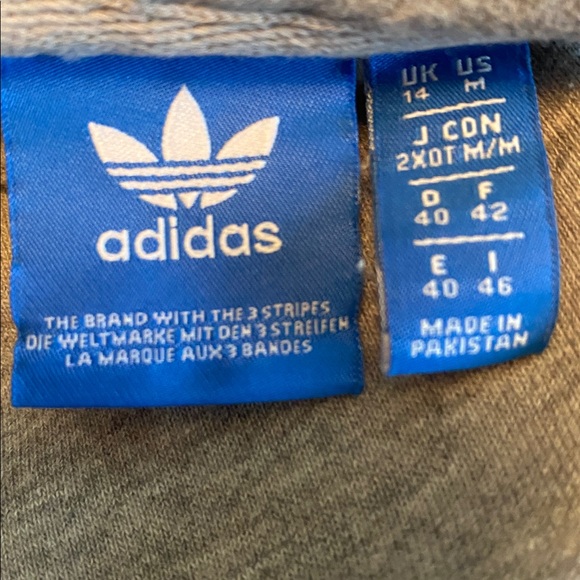 adidas
THE BRAND WITH THE 3 STRIPES
DIE WELTMARKE MIT DEN 3 STREIFEN
LA MARQUE AUX 3 BANDES
UK US
14 M
J CDN
2XOT M/M
D F
40 42
E I
40 46
MADE IN
PAKISTAN